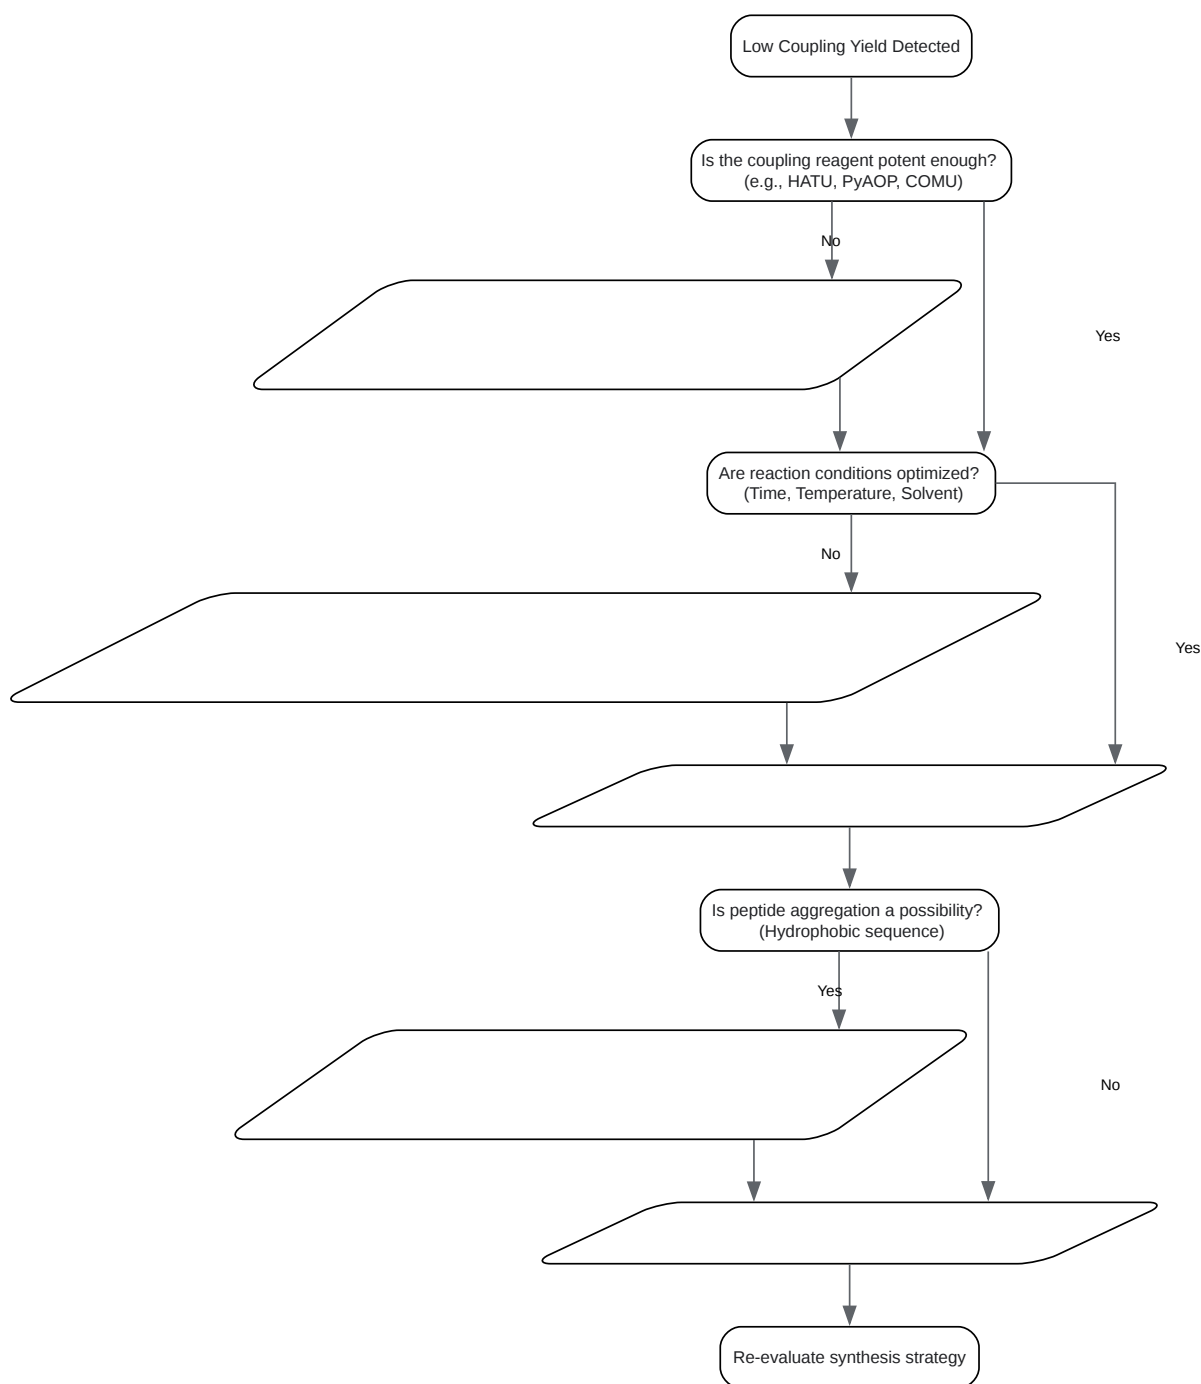 Low Coupling Yield Detected
Is the coupling reagent potent enough?
(e.g., HATU, PyAOP, COMU)
No
Yes
Are reaction conditions optimized?
(Time, Temperature, Solvent)
No
Yes
Is peptide aggregation a possibility?
(Hydrophobic sequence)
Yes
No
Re-evaluate synthesis strategy